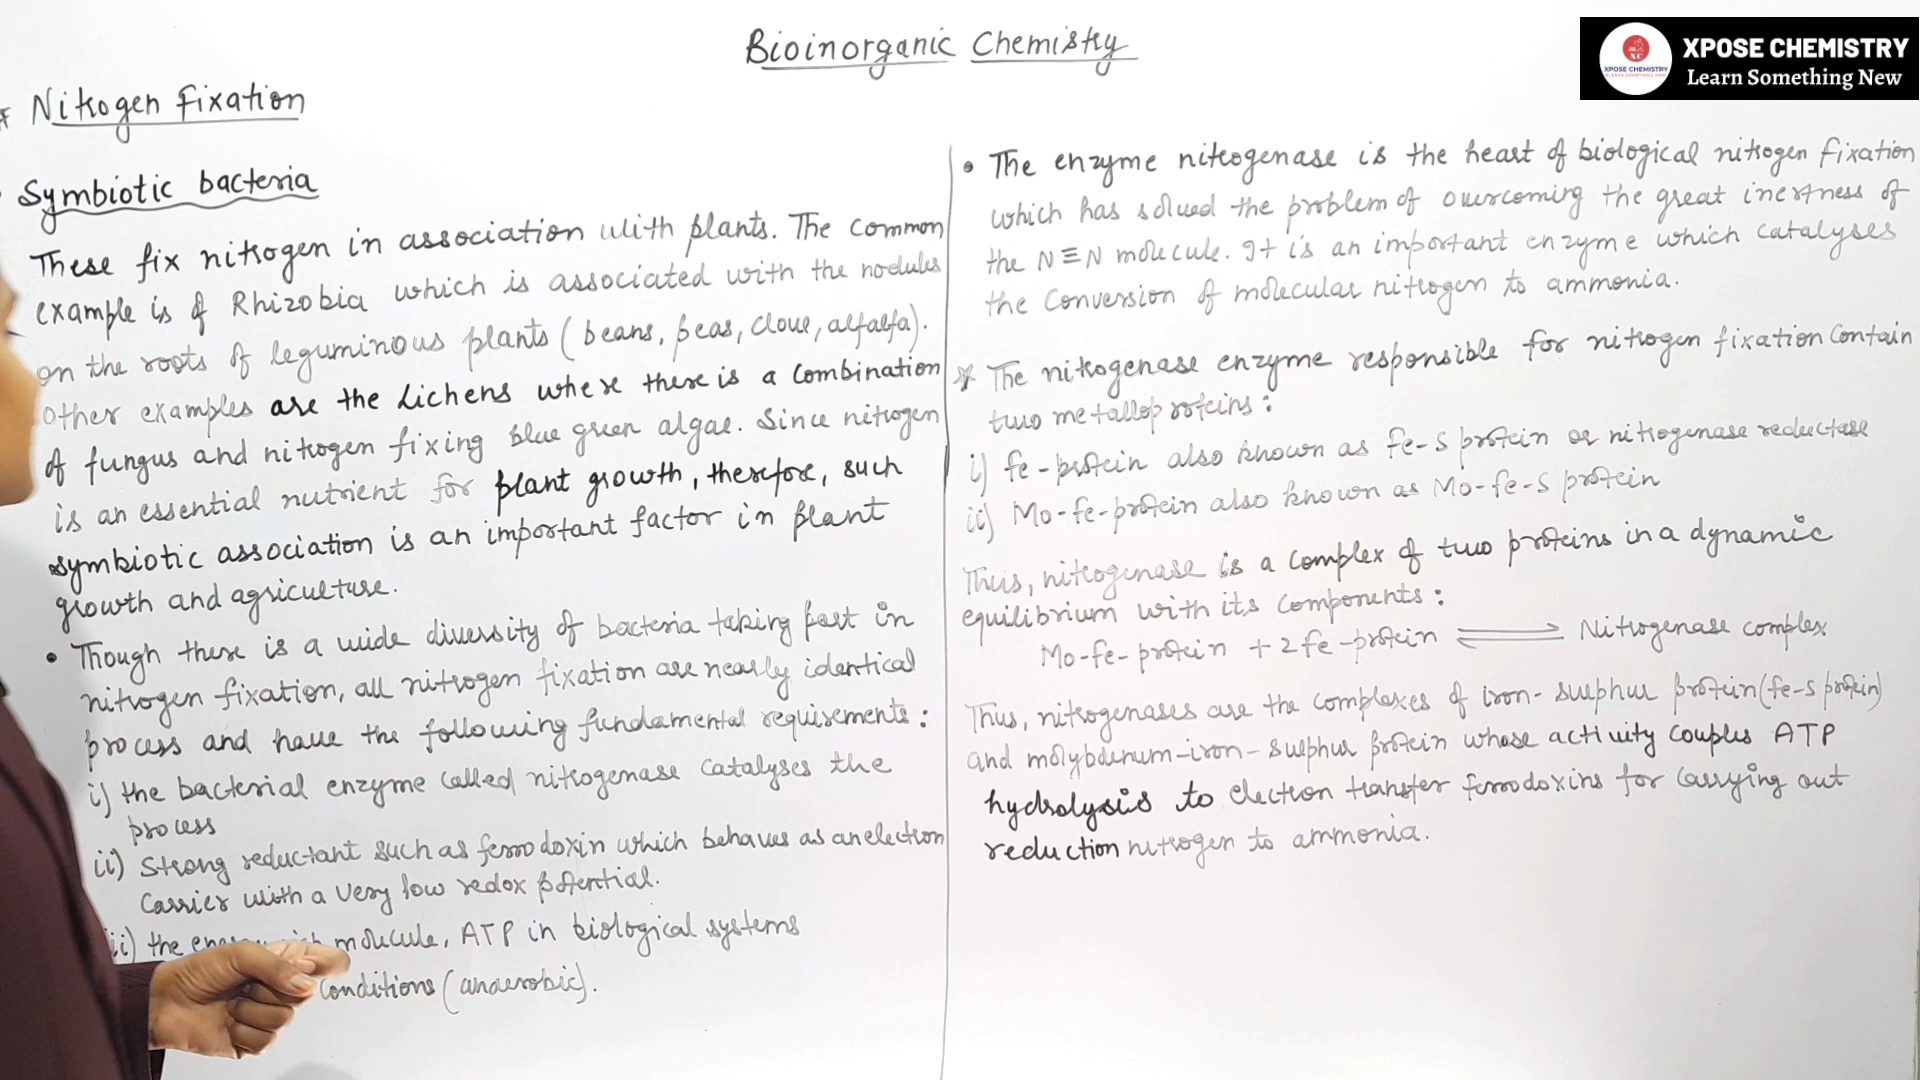 Bioinorganic Chemistry
XPOSE CHEMISTRY
Learn Something New
XPOSE CHEMISTRY
Nitrogen fixation
Symbiotic bacteria
These fix nitrogen in association with plants. The common
example is of Rhizobia which is associated with the nodules
on the roots of leguminous plants (beans, peas, clove, alfalfa).
Other examples are the Lichens where there is a combination
of fungus and nitrogen fixing blue green algae. Since nitrogen
is an essential nutrient for plant growth, therefore, such
symbiotic association is an important factor in plant
growth and agriculture.
• Though there is a wide diversity of bacteria taking part in
nitrogen fixation, all nitrogen fixation are nearly identical
process and have the following fundamental requirements:
i) the bacterial enzyme called nitrogenase catalyses the
process
ii) Strong reductant such as ferrodoxin which behaves as an electron
carrier with a very low redox potential.
ii) the molecule, ATP in biological systems
conditions (anaerobic).
• The enzyme nitrogenase is the heart of biological nitrogen fixation
which has solved the problem of overcoming the great inertness of
the N≡N molecule. It is an important enzyme which catalyses
the conversion of molecular nitrogen to ammonia.
* The nitrogenase enzyme responsible for nitrogen fixation contain
two metalloproteins:
i) fe-protein also known as fe-s protein or nitrogenase reductase
ii) Mo-fe-protein also known as Mo-fe-s protein
Thus, nitrogenase is a complex of two proteins in a dynamic
equilibrium with its components:
Mo-fe-protein + 2fe-protein ⇌ Nitrogenase complex
Thus, nitrogenases are the complexes of iron-sulphur protein (fe-s protein)
and molybdenum-iron-sulphur protein whose activity couples ATP
hydrolysis to electron transfer ferrodoxins for carrying out
reduction nitrogen to ammonia.